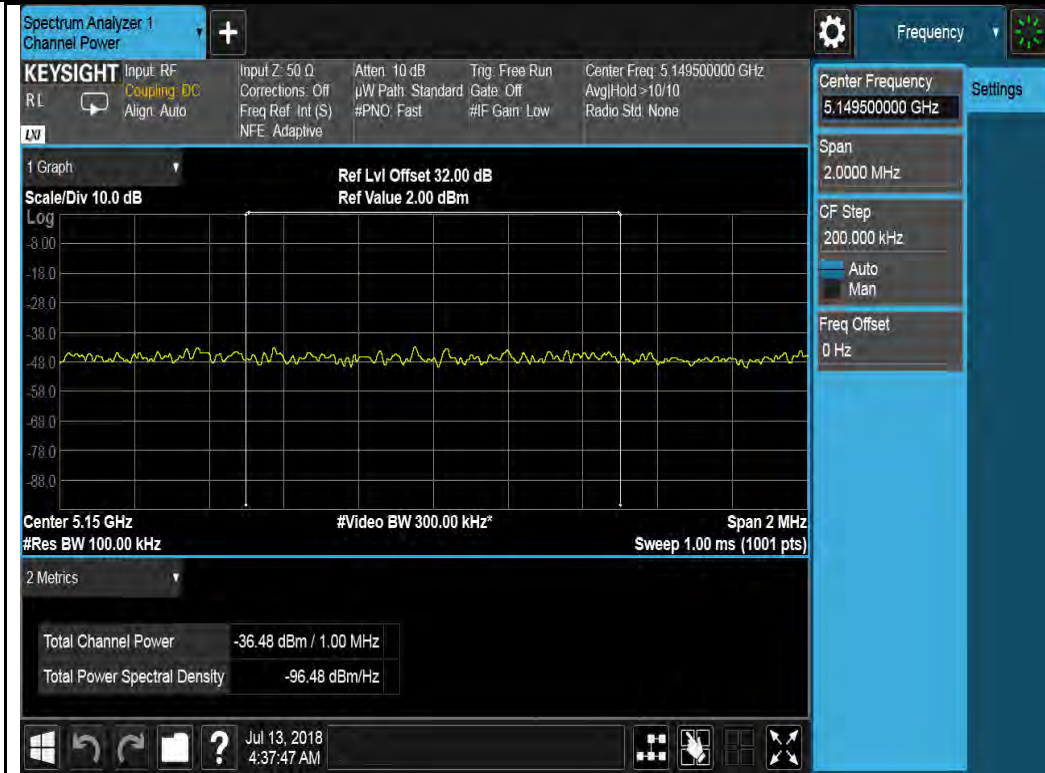 Spectrum Analyzer 1
Channel Power
+
Frequency
KEYSIGHT
R L
LXI
Input: RF
Coupling: DC
Align: Auto
Input Z: 50 Ω
Corrections: Off
Freq Ref: Int (S)
NFE: Adaptive
Atten: 10 dB
µW Path: Standard
#PNO: Fast
Trig: Free Run
Gate: Off
#IF Gain: Low
Center Freq: 5.149500000 GHz
Avg|Hold >10/10
Radio Std: None
Center Frequency
5.149500000 GHz
Settings
Span
2.0000 MHz
CF Step
200.000 kHz
Auto
Man
Freq Offset
0 Hz
1 Graph
Scale/Div 10.0 dB
Ref Lvl Offset 32.00 dB
Ref Value 2.00 dBm
Log
-8.00
-18.0
-28.0
-38.0
-48.0
-58.0
-68.0
-78.0
-88.0
Center 5.15 GHz
#Res BW 100.00 kHz
#Video BW 300.00 kHz*
Span 2 MHz
Sweep 1.00 ms (1001 pts)
2 Metrics
Total Channel Power -36.48 dBm / 1.00 MHz
Total Power Spectral Density -96.48 dBm/Hz
?
Jul 13, 2018
4:37:47 AM